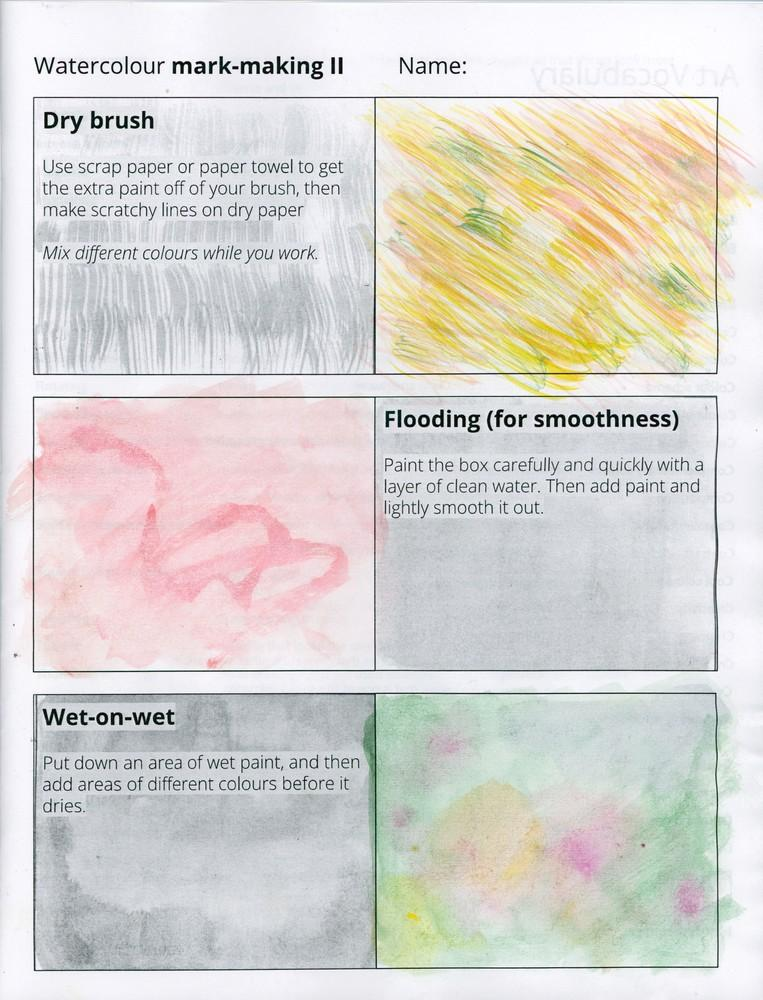 Watercolour mark-making II Name:
Art Vocabulary
Dry brush
Use scrap paper or paper towel to get
the extra paint off of your brush, then
make scratchy lines on dry paper
Mix different colours while you work.
Flooding (for smoothness)
Paint the box carefully and quickly with a
layer of clean water. Then add paint and
lightly smooth it out.
Wet-on-wet
Put down an area of wet paint, and then
add areas of different colours before it
dries.